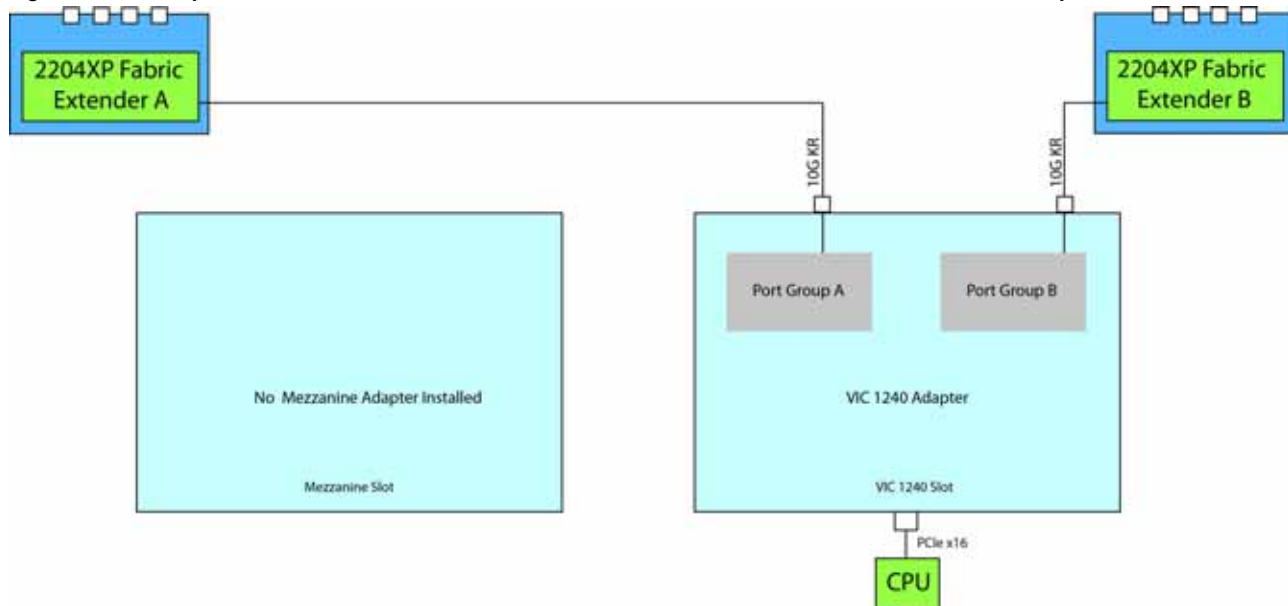 2204XP Fabric
Extender A
2204XP Fabric
Extender B
10G KR
10G KR
Port Group A
Port Group B
No Mezzanine Adapter Installed
VIC 1240 Adapter
Mezzanine Slot
VIC 1240 Slot
PCIe x16
CPU